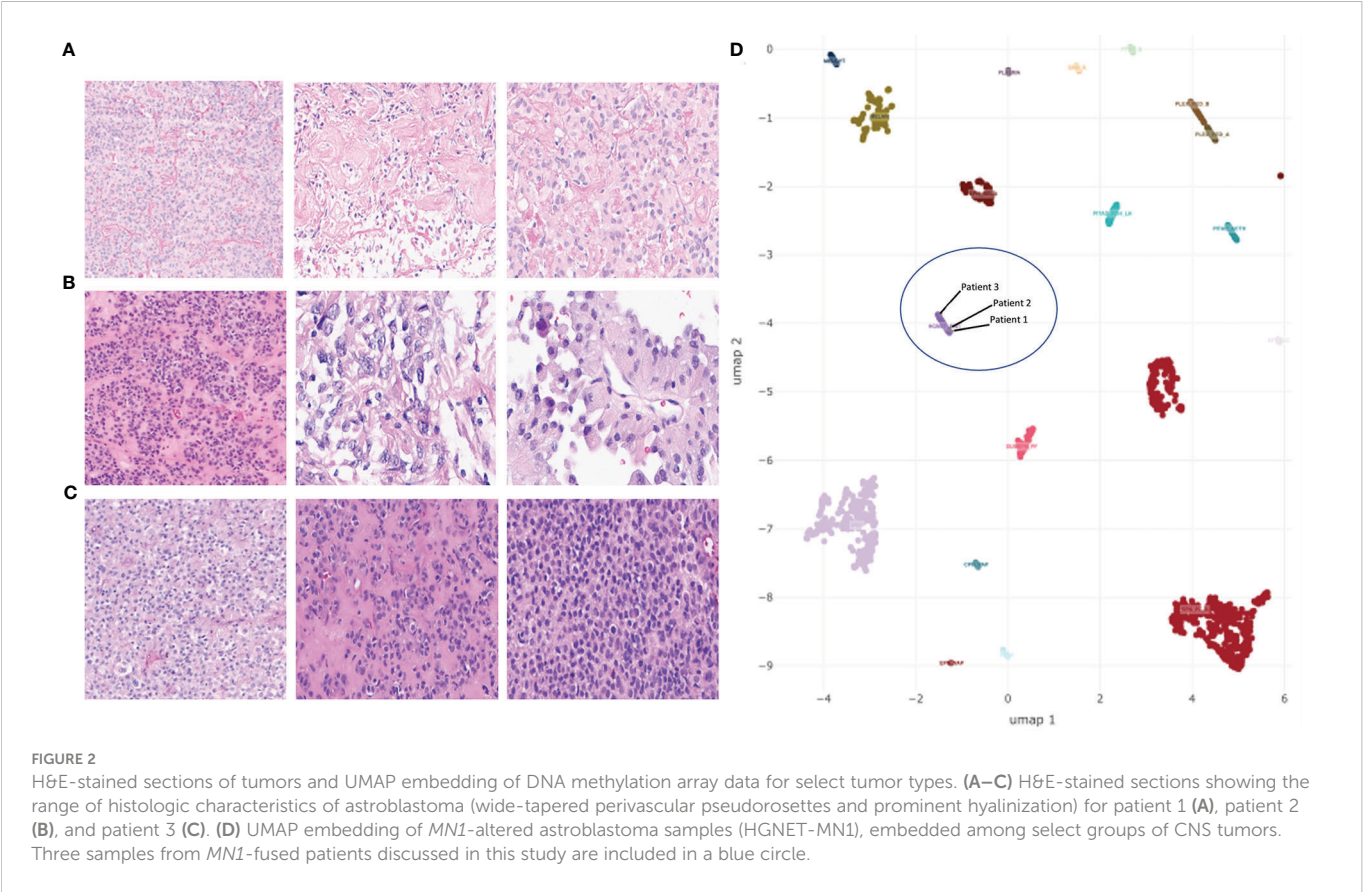 A
B
C
D
0
−1
−2
−3
−4
−5
−6
−7
−8
−9
umap 2
−4
−2
0
2
4
6
umap 1
Patient 3
Patient 2
Patient 1
FIGURE 2
H&E-stained sections of tumors and UMAP embedding of DNA methylation array data for select tumor types. (A–C) H&E-stained sections showing the
range of histologic characteristics of astroblastoma (wide-tapered perivascular pseudorosettes and prominent hyalinization) for patient 1 (A), patient 2
(B), and patient 3 (C). (D) UMAP embedding of MN1-altered astroblastoma samples (HGNET-MN1), embedded among select groups of CNS tumors.
Three samples from MN1-fused patients discussed in this study are included in a blue circle.